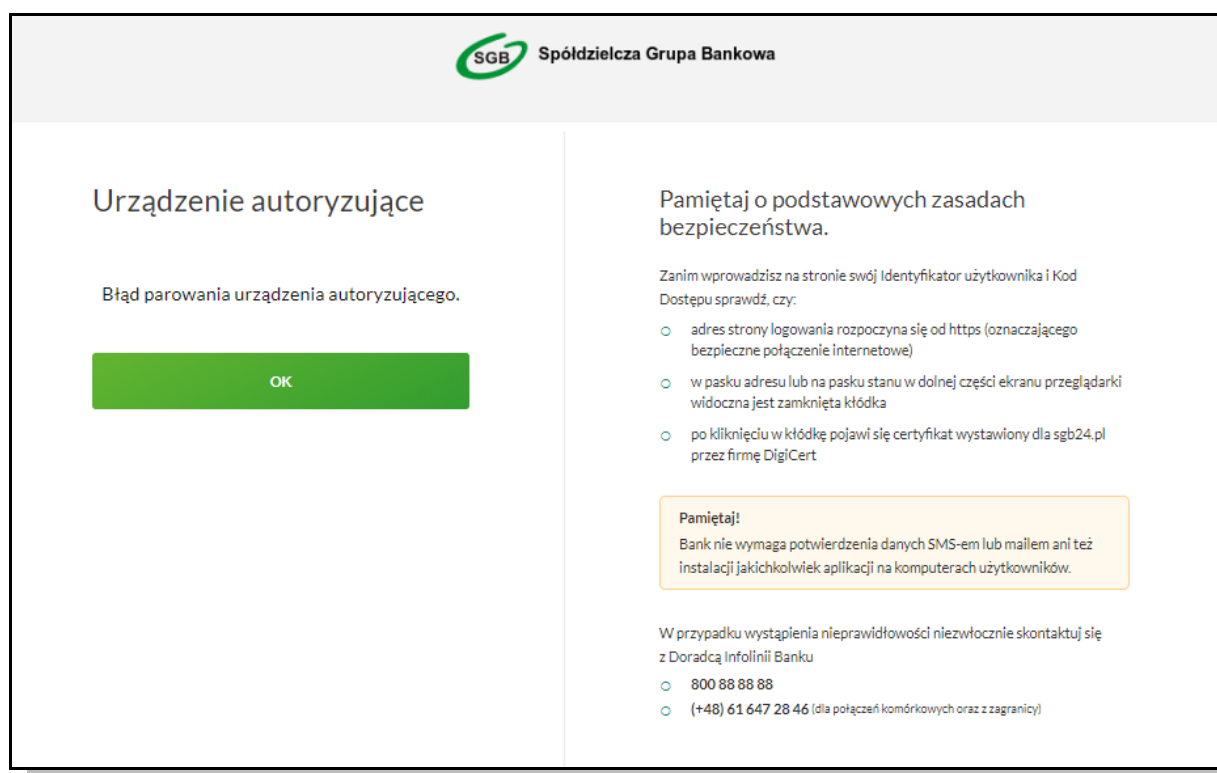 SGB Spółdzielcza Grupa Bankowa
Urządzenie autoryzujące
Błąd parowania urządzenia autoryzującego.
OK
Pamiętaj o podstawowych zasadach
bezpieczeństwa.
Zanim wprowadzisz na stronie swój Identyfikator użytkownika i Kod
Dostępu sprawdź, czy:
adres strony logowania rozpoczyna się od https (oznaczającego
bezpieczne połączenie internetowe)
w pasku adresu lub na pasku stanu w dolnej części ekranu przeglądarki
widoczna jest zamknięta kłódka
po kliknięciu w kłódkę pojawi się certyfikat wystawiony dla sgb24.pl
przez firmę DigiCert
Pamiętaj!
Bank nie wymaga potwierdzenia danych SMS-em lub mailem ani też
instalacji jakichkolwiek aplikacji na komputerach użytkowników.
W przypadku wystąpienia nieprawidłowości niezwłocznie skontaktuj się
z Doradcą Infolinii Banku
800 88 88 88
(+48) 61 647 28 46 (dla połączeń komórkowych oraz z zagranicy)